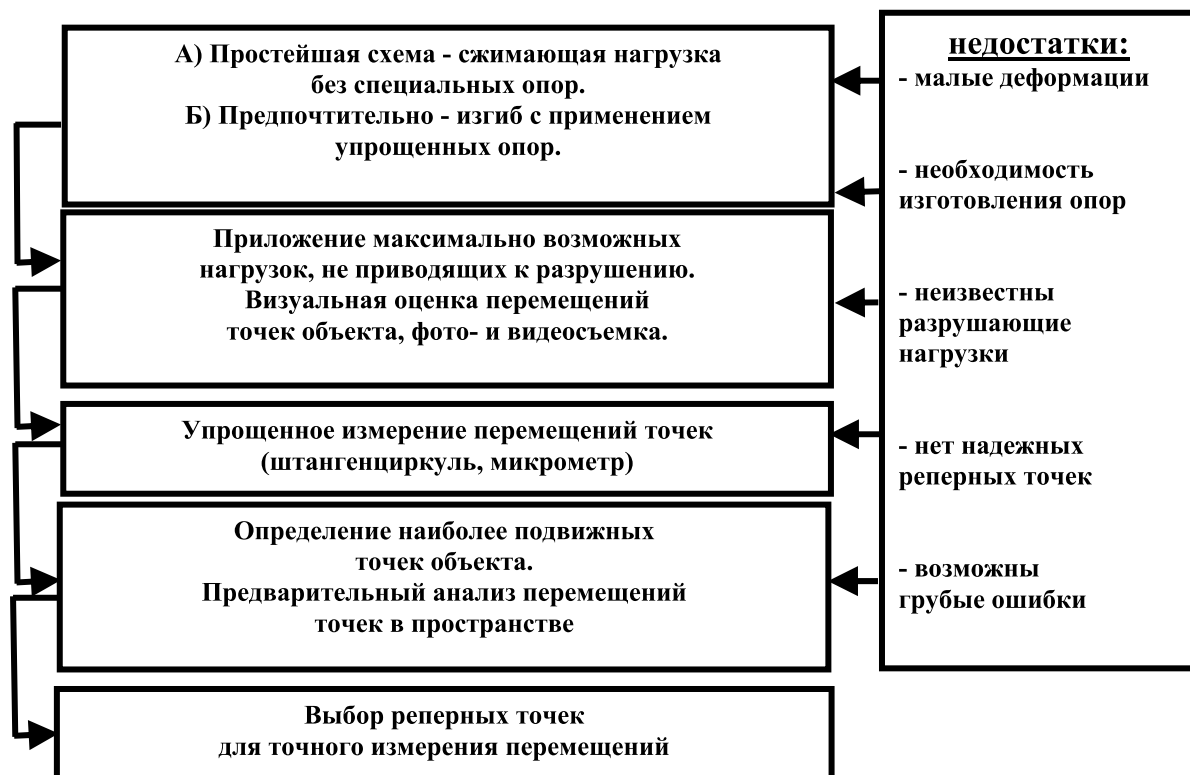 А) Простейшая схема - сжимающая нагрузка
без специальных опор.
Б) Предпочтительно - изгиб с применением
упрощенных опор.
Приложение максимально возможных
нагрузок, не приводящих к разрушению.
Визуальная оценка перемещений
точек объекта, фото- и видеосъемка.
Упрощенное измерение перемещений точек
(штангенциркуль, микрометр)
Определение наиболее подвижных
точек объекта.
Предварительный анализ перемещений
точек в пространстве
Выбор реперных точек
для точного измерения перемещений
недостатки:
- малые деформации
- необходимость
изготовления опор
- неизвестны
разрушающие
нагрузки
- нет надежных
реперных точек
- возможны
грубые ошибки